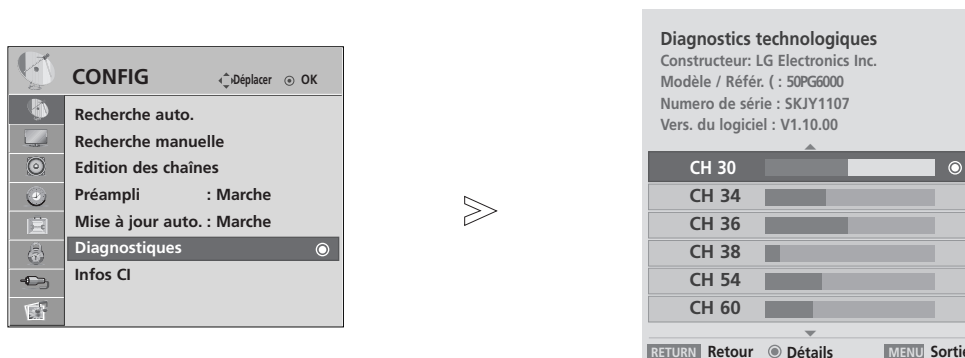 CONFIG Déplacer OK
Recherche auto.
Recherche manuelle
Edition des chaînes
Préampli : Marche
Mise à jour auto. : Marche
Diagnostiques
Infos CI
Diagnostics technologiques
Constructeur: LG Electronics Inc.
Modèle / Référ. ( : 50PG6000
Numero de série : SKJY1107
Vers. du logiciel : V1.10.00
CH 30
CH 34
CH 36
CH 38
CH 54
CH 60
RETURN Retour Détails MENU Sortie